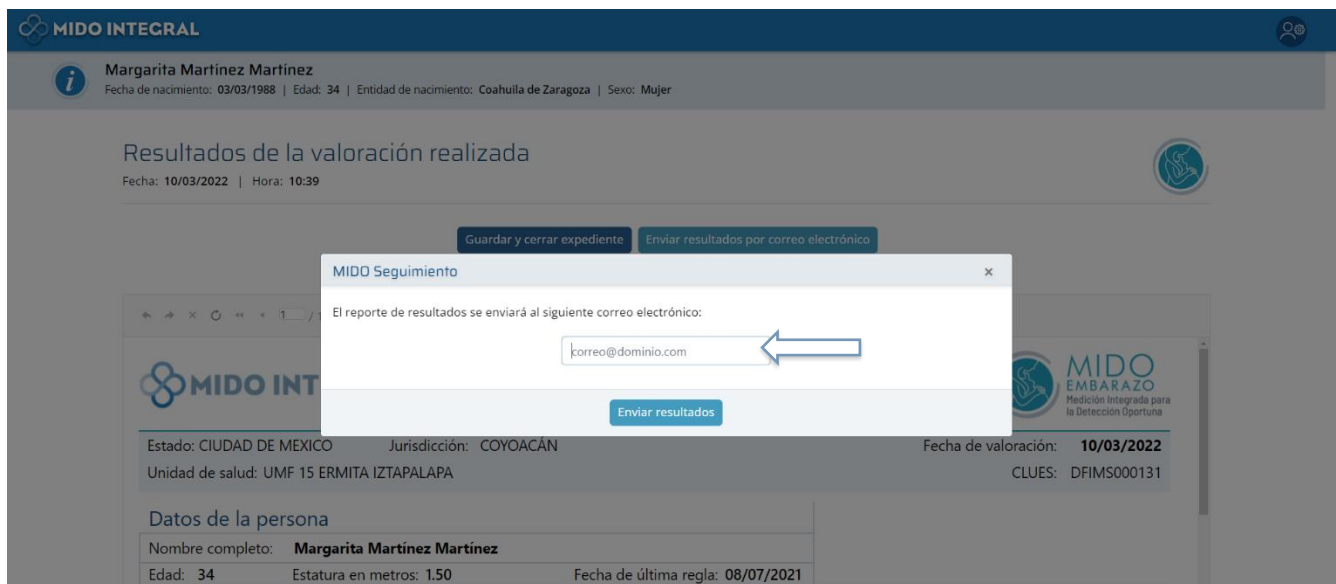 MIDO INTEGRAL
Margarita Martínez Martínez
Fecha de nacimiento: 03/03/1988 | Edad: 34 | Entidad de nacimiento: Coahuila de Zaragoza | Sexo: Mujer
Resultados de la valoración realizada
Fecha: 10/03/2022 | Hora: 10:39
Guardar y cerrar expediente Enviar resultados por correo electrónico
MIDO Seguimiento ×
1 /
El reporte de resultados se enviará al siguiente correo electrónico:
correo@dominio.com
Enviar resultados
MIDO INT
MIDO
EMBARAZO
Medición Integrada para
la Detección Oportuna
Estado: CIUDAD DE MEXICO Jurisdicción: COYOACÁN Fecha de valoración: 10/03/2022
Unidad de salud: UMF 15 ERMITA IZTAPALAPA CLUES: DFIMS000131
Datos de la persona
Nombre completo: Margarita Martínez Martínez
Edad: 34 Estatura en metros: 1.50 Fecha de última regla: 08/07/2021